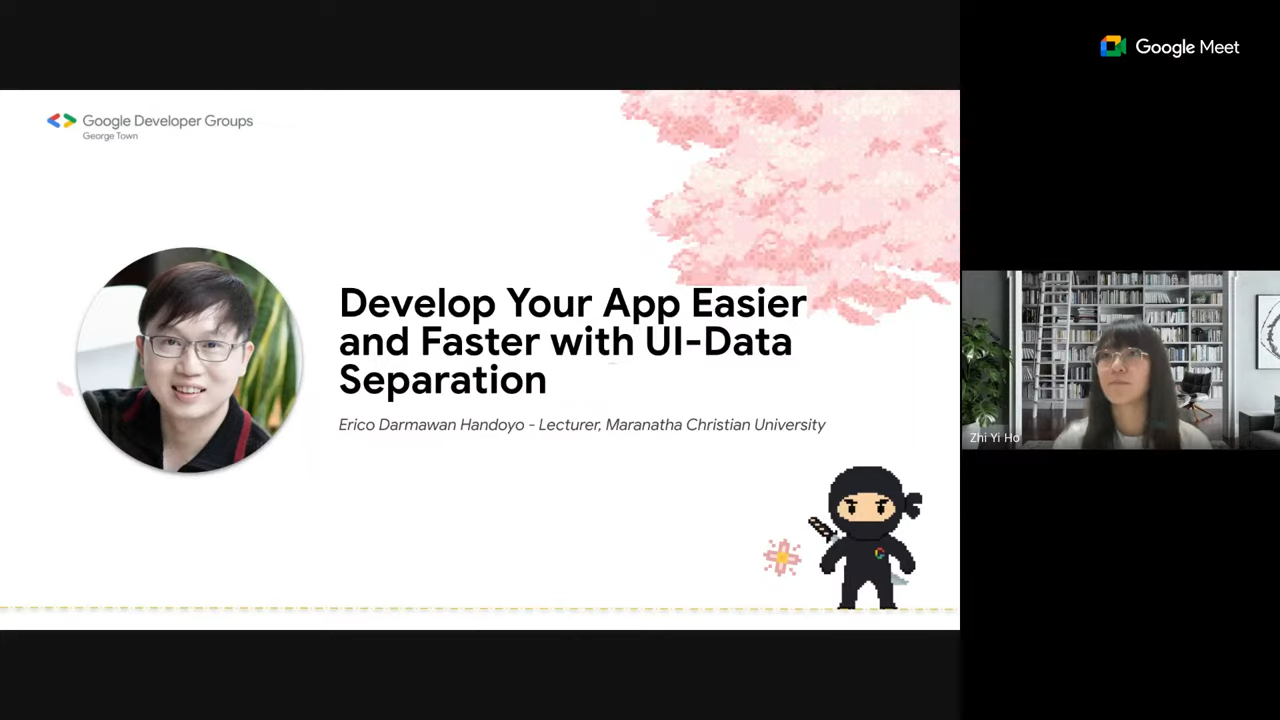 Google Meet
Google Developer Groups
George Town
Develop Your App Easier
and Faster with UI-Data
Separation
Erico Darmawan Handoyo - Lecturer, Maranatha Christian University
Zhi Yi Ho